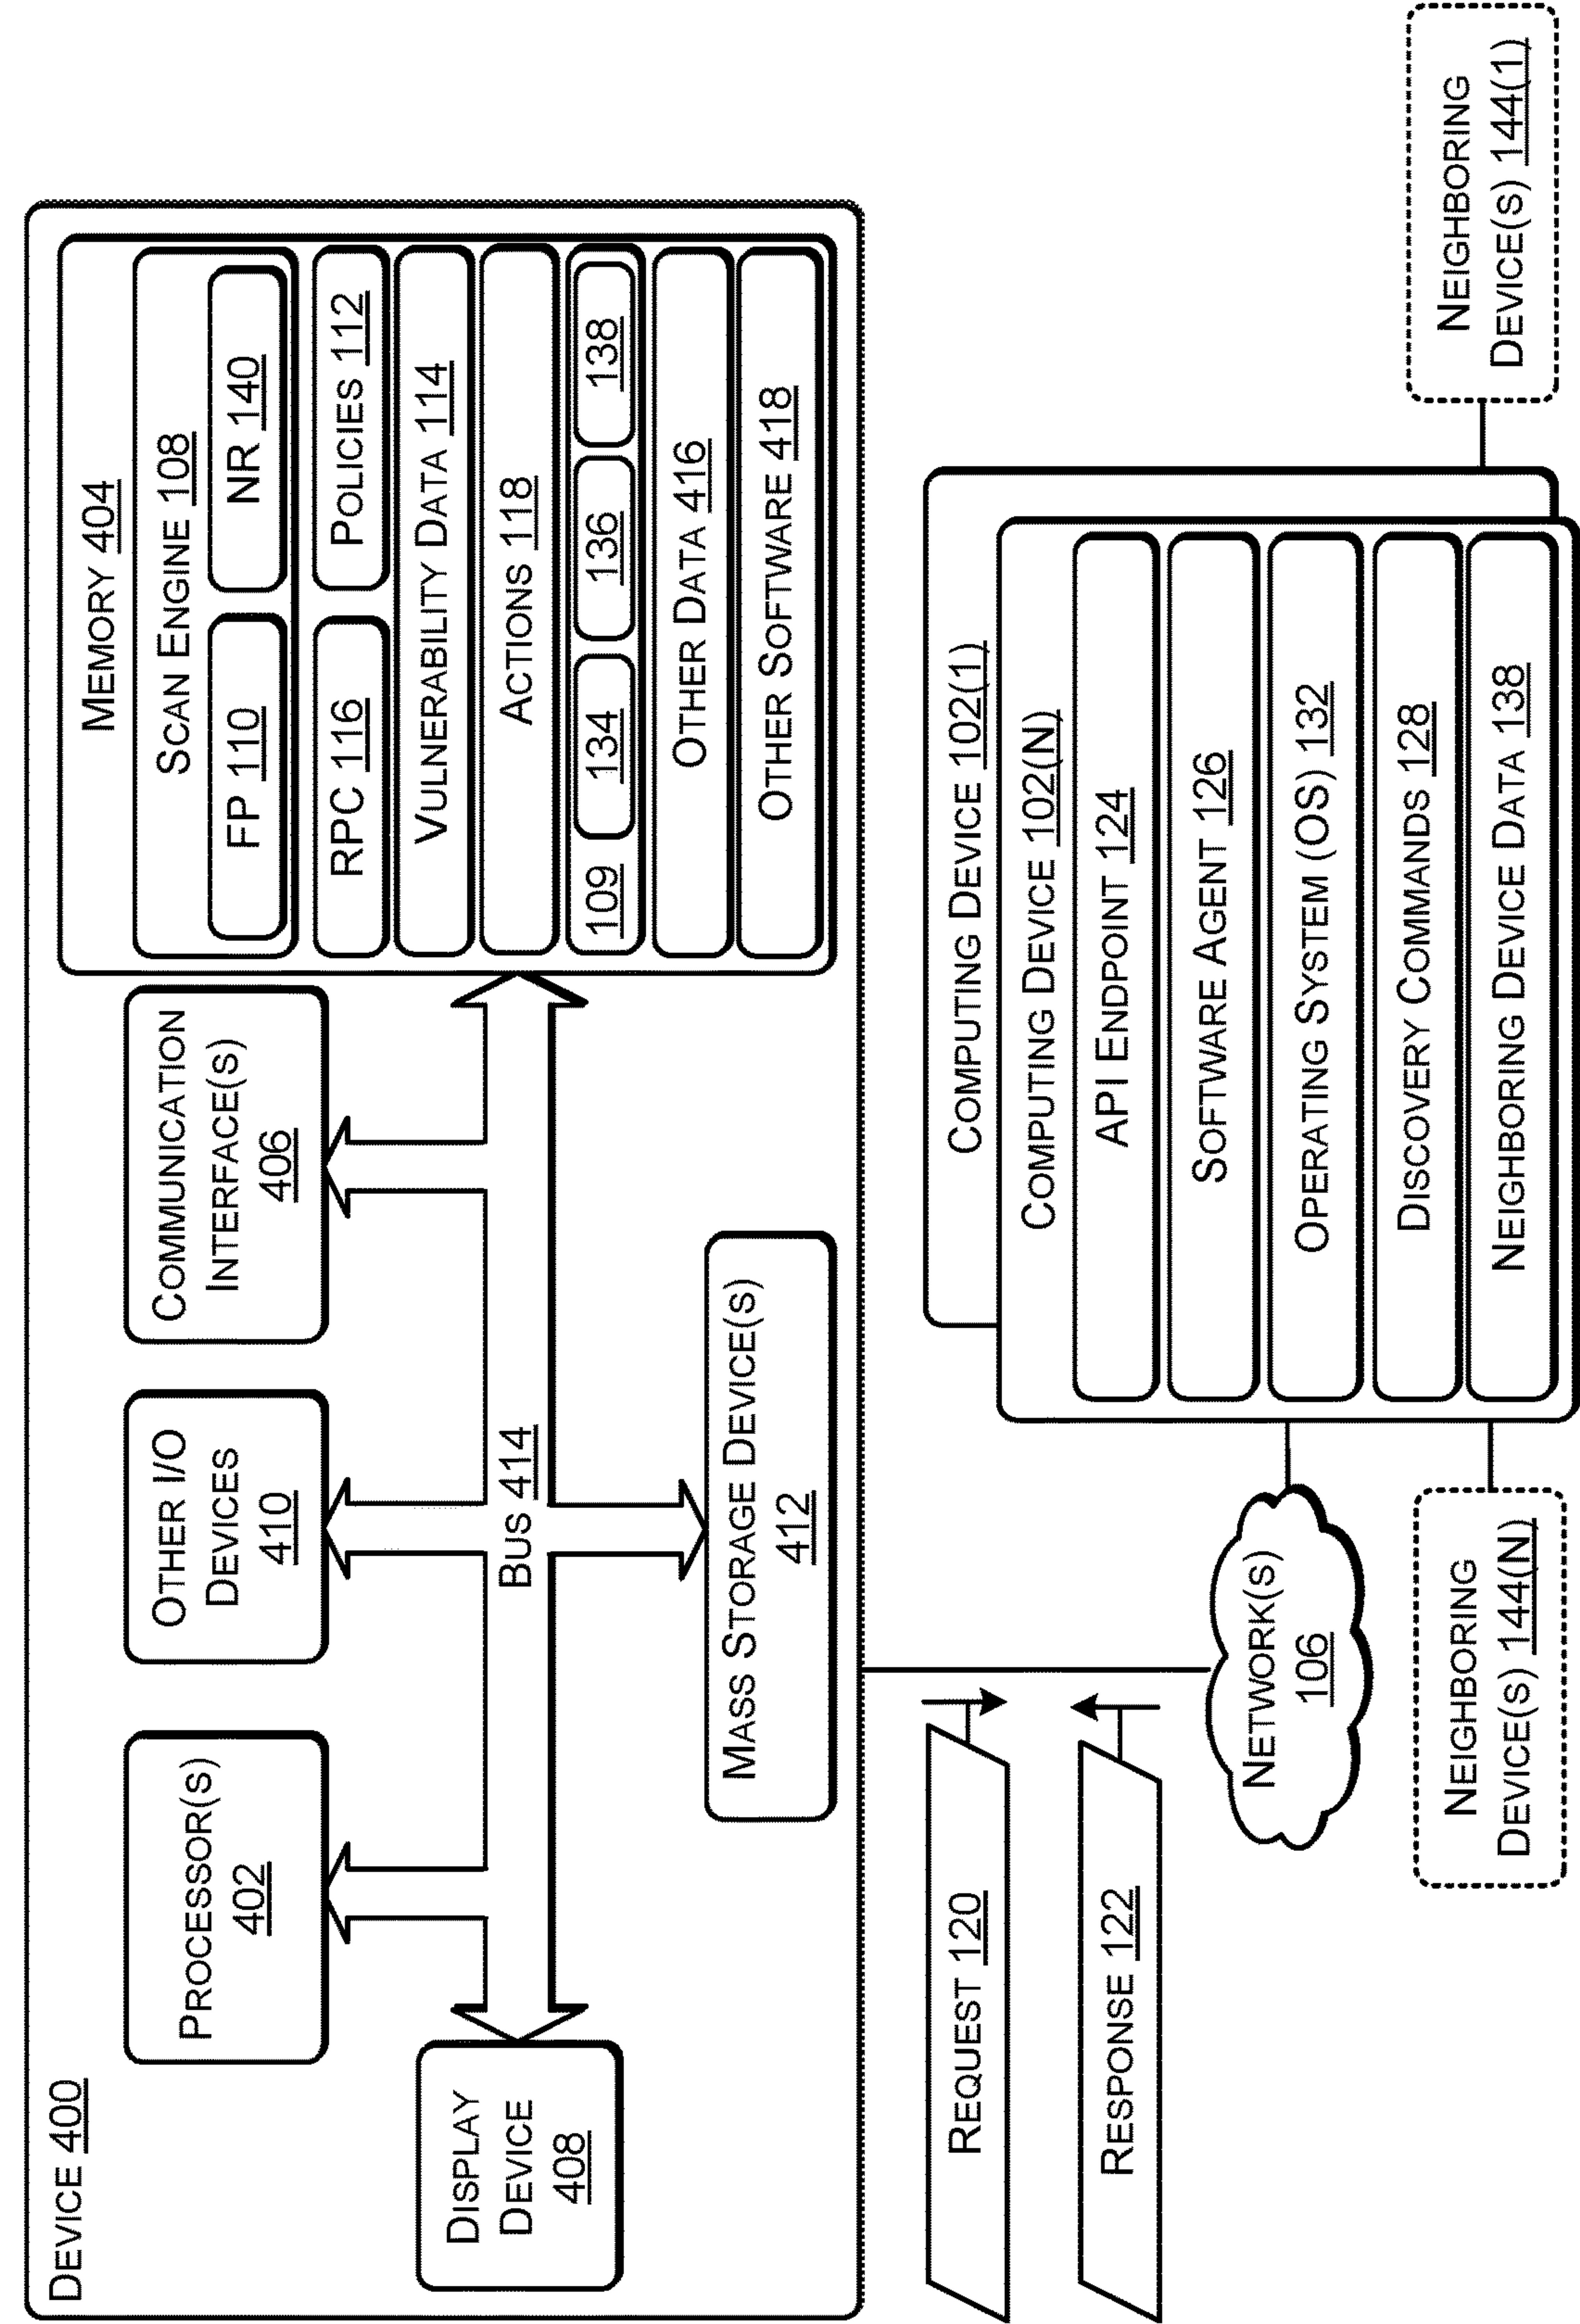 DEVICE 400
PROCESSOR(S)
402
OTHER I/O
DEVICES
410
COMMUNICATION
INTERFACE(S)
406
DISPLAY
DEVICE
408
BUS 414
MASS STORAGE DEVICE(S)
412
MEMORY 404
SCAN ENGINE 108
FP 110
NR 140
RPC 116
POLICIES 112
VULNERABILITY DATA 114
ACTIONS 118
109
134
136
138
OTHER DATA 416
OTHER SOFTWARE 418
REQUEST 120
RESPONSE 122
NETWORK(S)
106
COMPUTING DEVICE 102(1)
COMPUTING DEVICE 102(N)
API ENDPOINT 124
SOFTWARE AGENT 126
OPERATING SYSTEM (OS) 132
DISCOVERY COMMANDS 128
NEIGHBORING DEVICE DATA 138
NEIGHBORING
DEVICE(S) 144(N)
NEIGHBORING
DEVICE(S) 144(1)